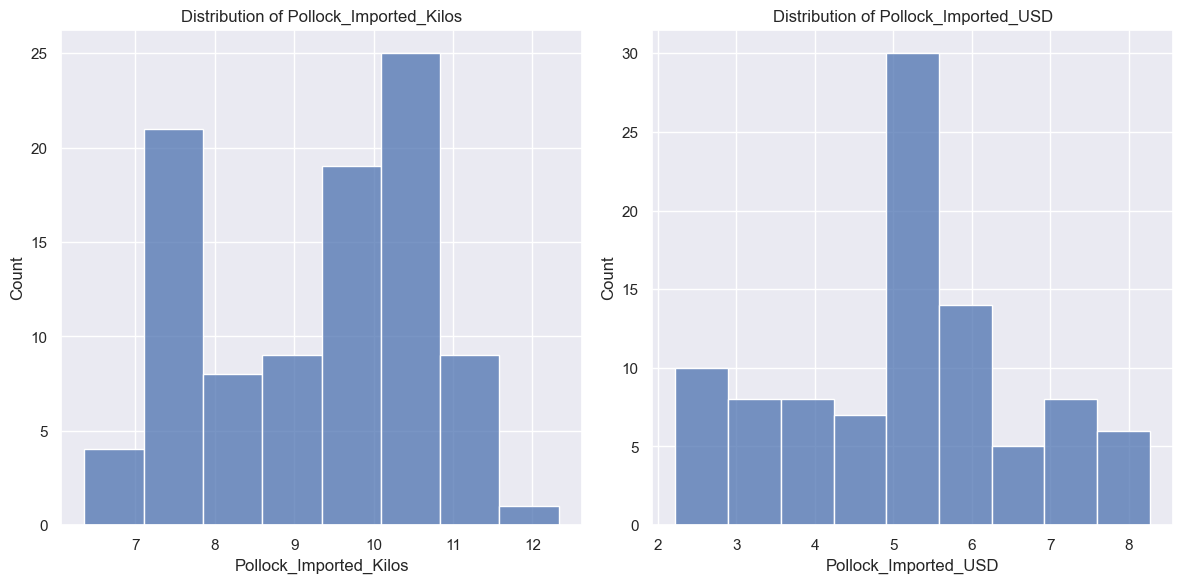 Distribution of Pollock_Imported_Kilos
25
20
15
10
5
0
Count
7 8 9 10 11 12
Pollock_Imported_Kilos
Distribution of Pollock_Imported_USD
30
25
20
15
10
5
0
Count
2 3 4 5 6 7 8
Pollock_Imported_USD